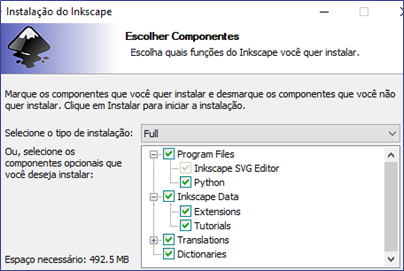 Instalação do Inkscape
Escolher Componentes
Escolha quais funções do Inkscape você quer instalar.
Marque os componentes que você quer instalar e desmarque os componentes que você não
quer instalar. Clique em Instalar para iniciar a instalação.
Selecione o tipo de instalação:
Full
Ou, selecione os
componentes opcionais que
você deseja instalar:
Program Files
Inkscape SVG Editor
Python
Inkscape Data
Extensions
Tutorials
Translations
Dictionaries
Espaço necessário: 492.5 MB